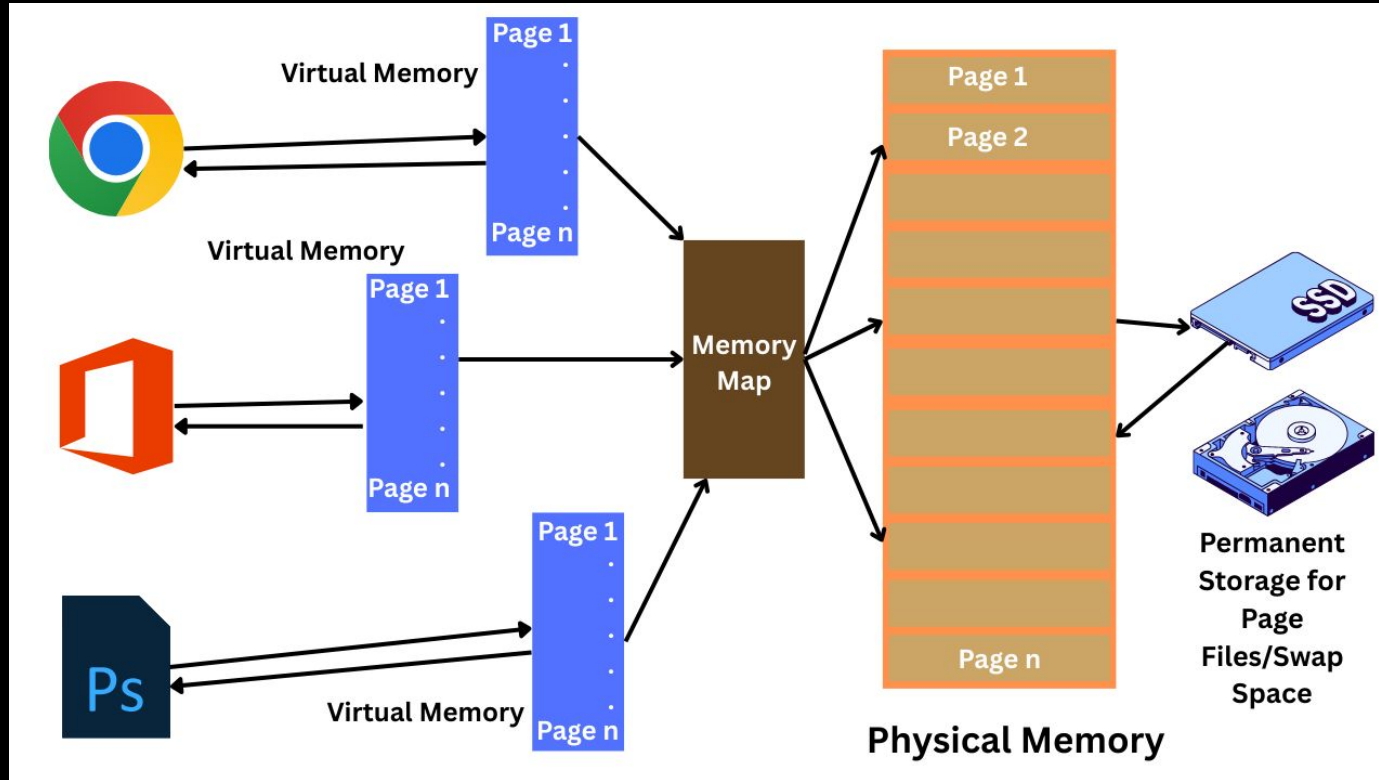 Virtual Memory
Page 1
Page n
Virtual Memory
Page 1
Page n
Ps
Virtual Memory
Page 1
Page n
Memory
Map
Page 1
Page 2
Page n
Physical Memory
SSD
Permanent
Storage for
Page
Files/Swap
Space